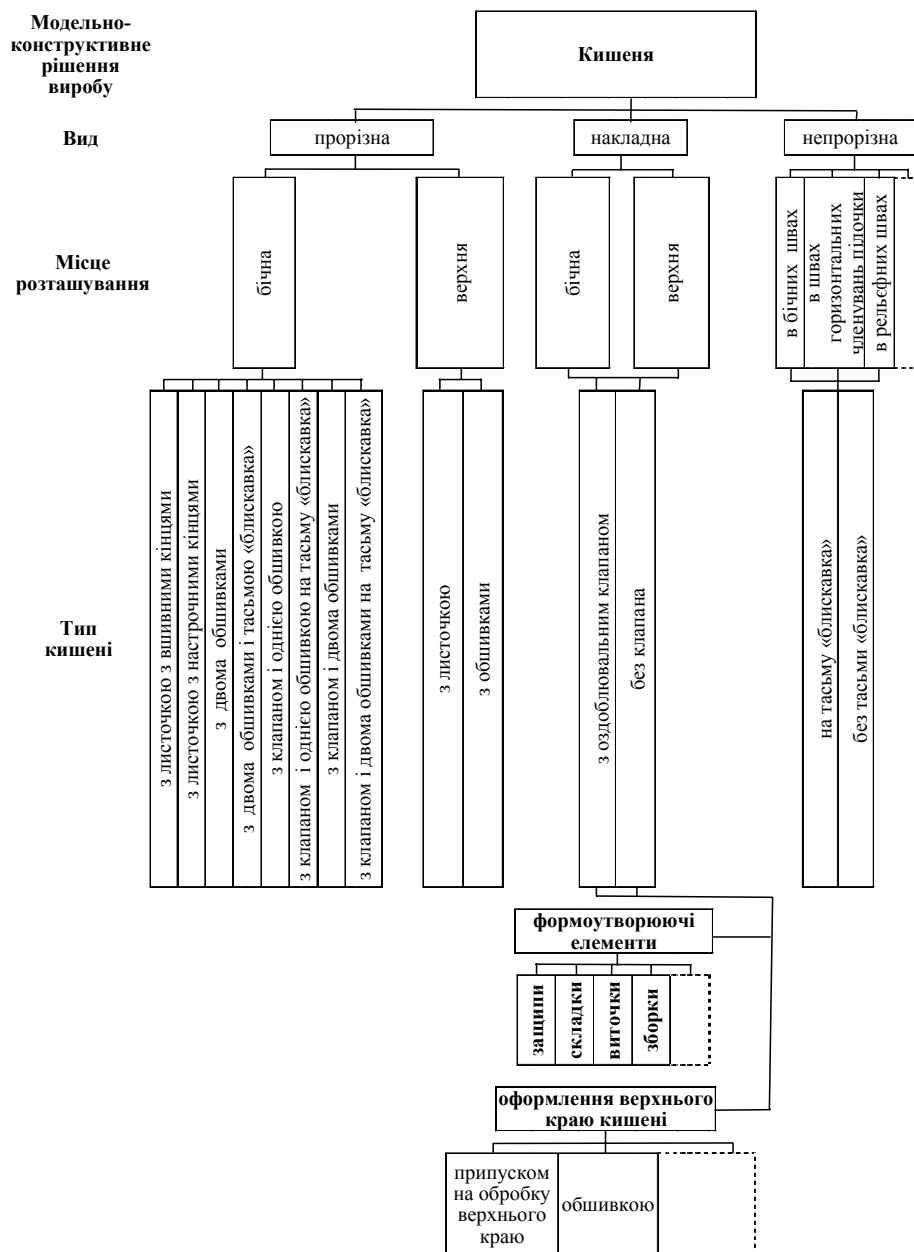 Модельно-
конструктивне
рішення
виробу
Кишеня
Вид
прорізна
накладна
непрорізна
Місце
розташування
бічна
верхня
бічна
верхня
в бічних швах
в швах
горизонтальних
членувань пілочки
в рельєфних швах
Тип
кишені
з листочкою з вшивними кінцями
з листочкою з настрочними кінцями
з двома обшивками
з двома обшивками і тасьмою «блискавка»
з клапаном і однією обшивкою
з клапаном і однією обшивкою на тасьму «блискавка»
з клапаном і двома обшивками
з клапаном і двома обшивками на тасьму «блискавка»
з листочкою
з обшивками
з оздоблювальним клапаном
без клапана
на тасьму «блискавка»
без тасьми «блискавка»
формоутворюючі
елементи
защипи
складки
виточки
зборки
оформлення верхнього
краю кишені
припуском
на обробку
верхнього
краю
обшивкою